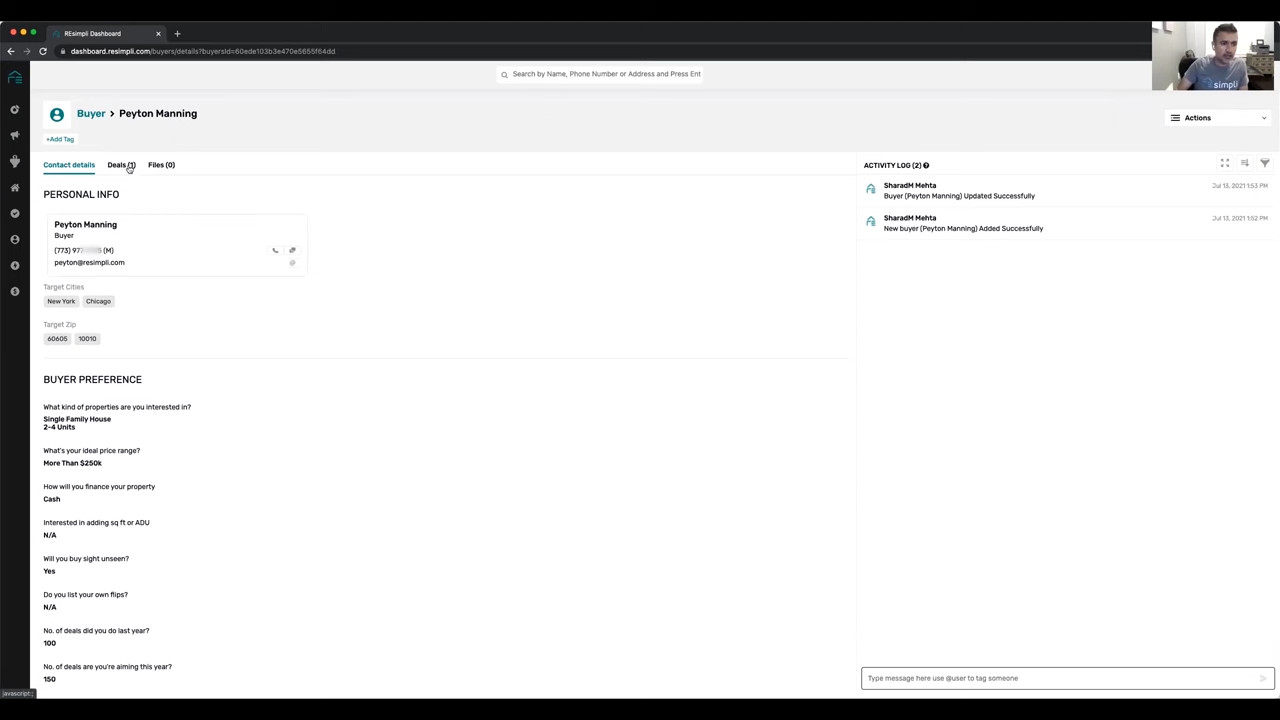 REsimpli Dashboard
dashboard.resimpli.com/buyers/details?buyersId=60ede103b3e470e5655f64dd
simpli
Search by Name, Phone Number or Address and Press Ent
Buyer > Peyton Manning
Actions
+Add Tag
Contact details Deals (1) Files (0)
ACTIVITY LOG (2)
PERSONAL INFO
SharadM Mehta Jul 13, 2021 1:53 PM
Buyer (Peyton Manning) Updated Successfully
SharadM Mehta Jul 13, 2021 1:52 PM
New buyer (Peyton Manning) Added Successfully
Peyton Manning
Buyer
(773) (M)
peyton@resimpli.com
Target Cities
New York Chicago
Target Zip
60605 10010
BUYER PREFERENCE
What kind of properties are you interested in?
Single Family House
2-4 Units
What's your ideal price range?
More Than $250k
How will you finance your property
Cash
Interested in adding sq ft or ADU
N/A
Will you buy sight unseen?
Yes
Do you list your own flips?
N/A
No. of deals did you do last year?
100
No. of deals are you're aiming this year?
150
Type message here use @user to tag someone
javascript:;